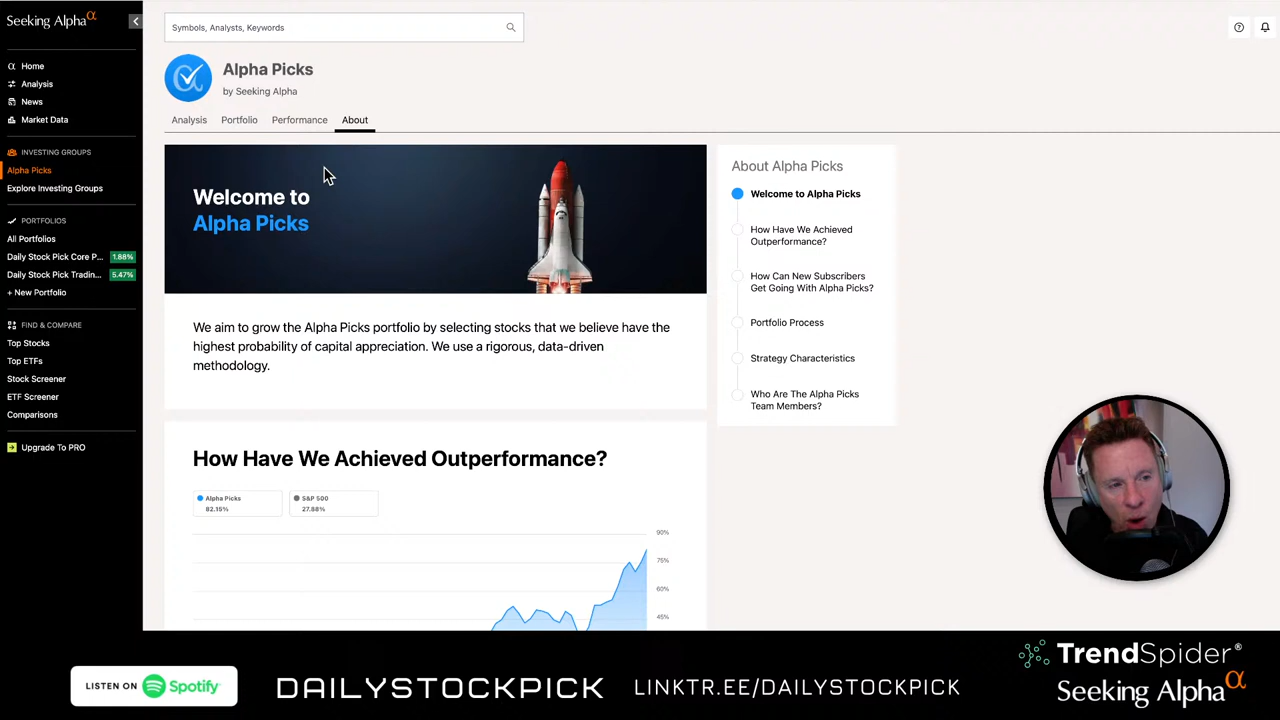 Seeking Alpha α
Symbols, Analysts, Keywords
Home
Analysis
News
Market Data
INVESTING GROUPS
Alpha Picks
Explore Investing Groups
PORTFOLIOS
All Portfolios
Daily Stock Pick Core P... 1.88%
Daily Stock Pick Tradin... 5.47%
+ New Portfolio
FIND & COMPARE
Top Stocks
Top ETFs
Stock Screener
ETF Screener
Comparisons
Upgrade To PRO
Alpha Picks
by Seeking Alpha
Analysis Portfolio Performance About
Welcome to
Alpha Picks
We aim to grow the Alpha Picks portfolio by selecting stocks that we believe have the
highest probability of capital appreciation. We use a rigorous, data-driven
methodology.
How Have We Achieved Outperformance?
Alpha Picks
82.15%
S&P 500
27.88%
90%
75%
60%
45%
About Alpha Picks
Welcome to Alpha Picks
How Have We Achieved
Outperformance?
How Can New Subscribers
Get Going With Alpha Picks?
Portfolio Process
Strategy Characteristics
Who Are The Alpha Picks
Team Members?
LISTEN ON Spotify
DAILYSTOCKPICK
LINKTR.EE/DAILYSTOCKPICK
TrendSpider®
Seeking Alpha α